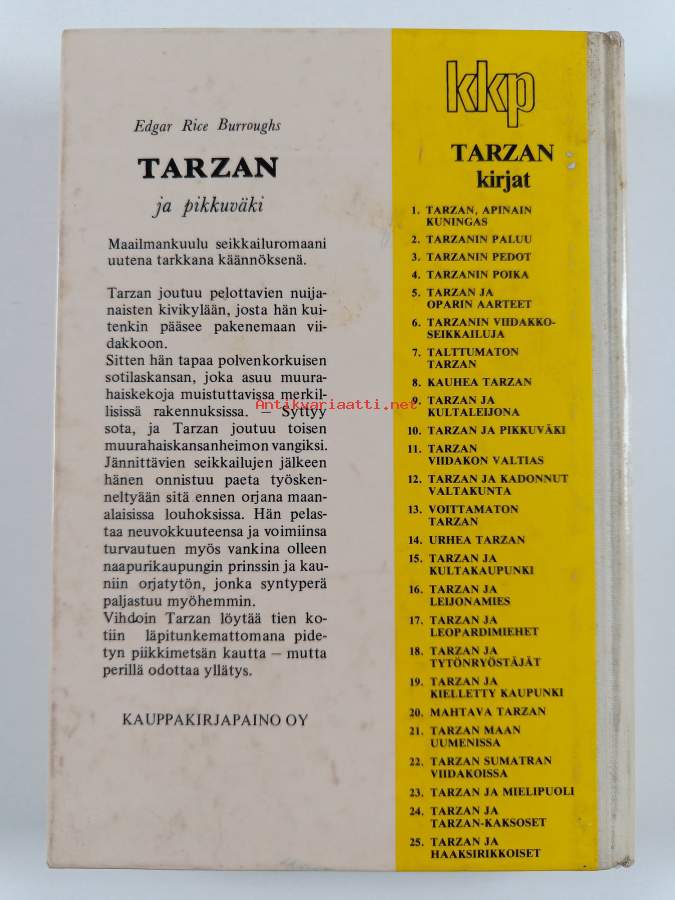 Edgar Rice Burroughs
TARZAN
ja pikkuväki
Maailmankuulu seikkailuromaani
uutena tarkkana käännöksenä.
Tarzan joutuu pelottavien nuija-
naisten kivikylään, josta hän kui-
tenkin pääsee pakenemaan vii-
dakkoon.
Sitten hän tapaa polvenkorkuisen
sotilaskansan, joka asuu muura-
haiskekoja muistuttavissa merkil-
lisissä rakennuksissa. — Syttyy
sota, ja Tarzan joutuu toisen
muurahaiskansanheimon vangiksi.
Jännittävien seikkailujen jälkeen
hänen onnistuu paeta työsken-
neltyään sitä ennen orjana maan-
alaisissa louhoksissa. Hän pelas-
taa neuvokkuuteensa ja voimiinsa
turvautuen myös vankina olleen
naapurikaupungin prinssin ja kau-
niin orjatytön, jonka syntyperä
paljastuu myöhemmin.
Vihdoin Tarzan löytää tien ko-
tiin läpitunkemattomana pide-
tyn piikkimetsän kautta — mutta
perillä odottaa yllätys.
KAUPPAKIRJAPAINO OY
kkp
TARZAN
kirjat
1. TARZAN, APINAIN
KUNINGAS
2. TARZANIN PALUU
3. TARZANIN PEDOT
4. TARZANIN POIKA
5. TARZAN JA
OPARIN AARTEET
6. TARZANIN VIIDAKKO-
SEIKKAILUJA
7. TALTTUMATON
TARZAN
8. KAUHEA TARZAN
9. TARZAN JA
KULTALEIJONA
10. TARZAN JA PIKKUVÄKI
11. TARZAN
VIIDAKON VALTIAS
12. TARZAN JA KADONNUT
VALTAKUNTA
13. VOITTAMATON
TARZAN
14. URHEA TARZAN
15. TARZAN JA
KULTAKAUPUNKI
16. TARZAN JA
LEIJONAMIES
17. TARZAN JA
LEOPARDIMIEHET
18. TARZAN JA
TYTÖNRYÖSTÄJÄT
19. TARZAN JA
KIELLETTY KAUPUNKI
20. MAHTAVA TARZAN
21. TARZAN MAAN
UUMENISSA
22. TARZAN SUMATRAN
VIIDAKOISSA
23. TARZAN JA MIELIPUOLI
24. TARZAN JA
TARZAN-KAKSOSET
25. TARZAN JA
HAAKSIRIKKOISET
Antikvariaatti.net